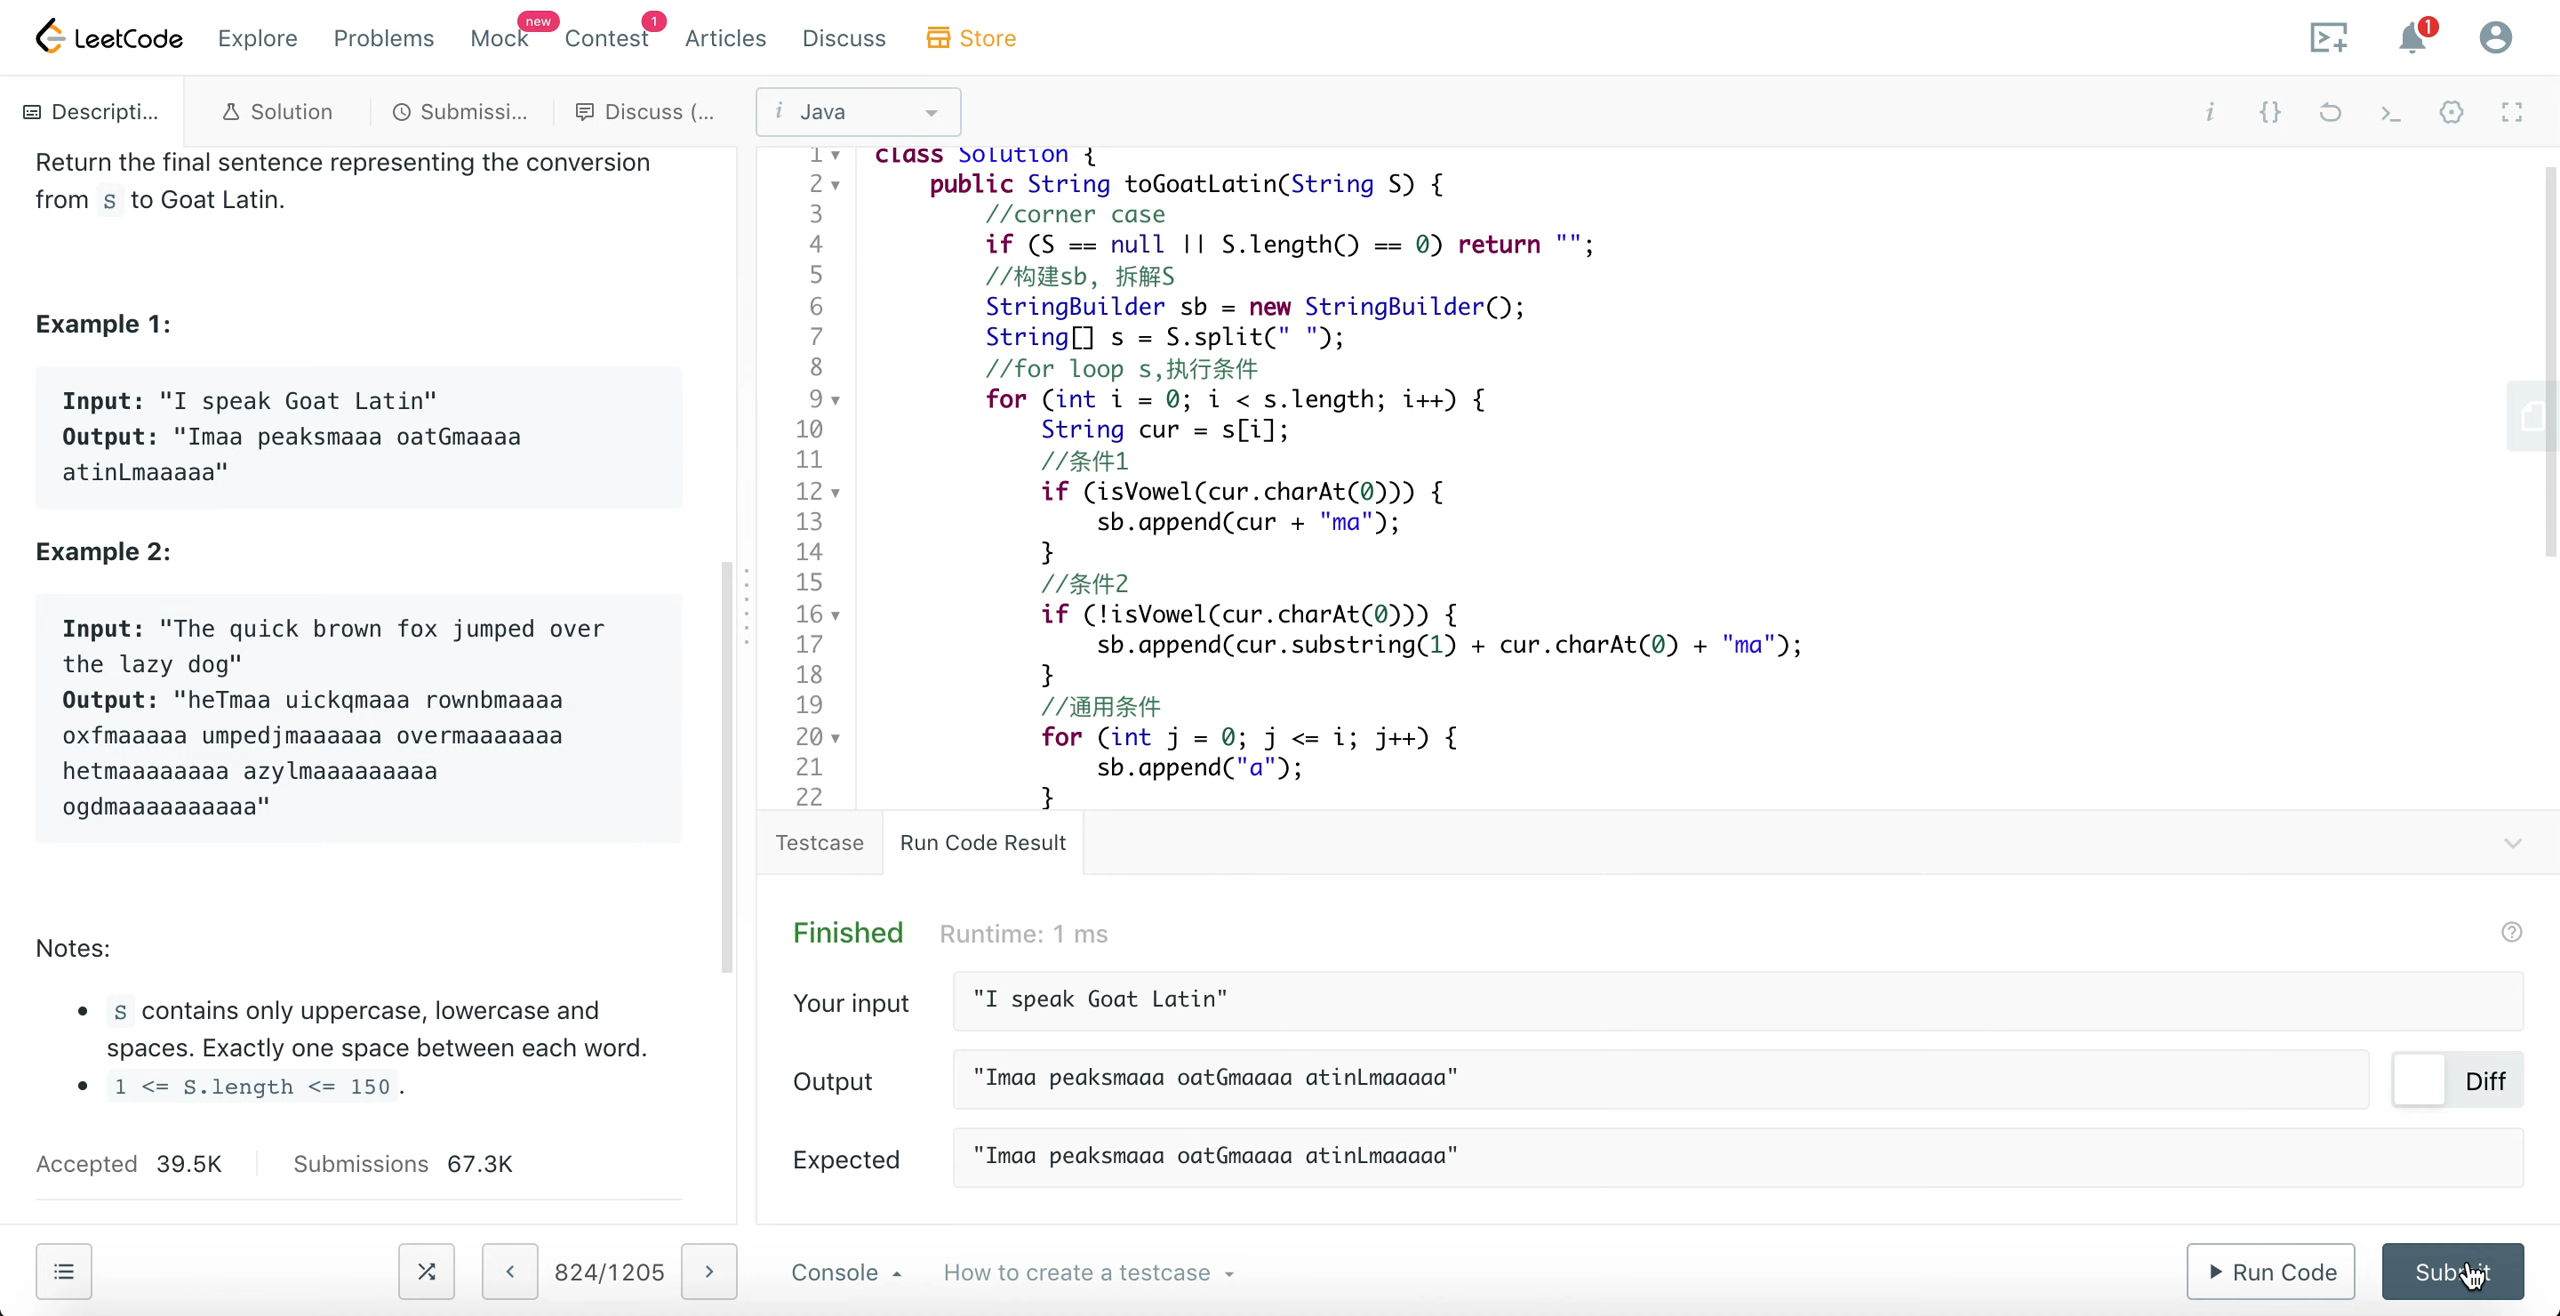 LeetCode Explore Problems Mock new Contest 1 Articles Discuss Store 1
Descripti... Solution Submissi... Discuss (...
Return the final sentence representing the conversion
from S to Goat Latin.
Example 1:
Input: "I speak Goat Latin"
Output: "Imaa peaksmaaa oatGmaaaa
atinLmaaaaa"
Example 2:
Input: "The quick brown fox jumped over
the lazy dog"
Output: "heTmaa uickqmaaa rownbmaaaa
oxfmaaaaa umpedjmaaaaaa overmaaaaaaa
hetmaaaaaaaa azylmaaaaaaaaa
ogdmaaaaaaaaaa"
Notes:
• S contains only uppercase, lowercase and
spaces. Exactly one space between each word.
• 1 <= S.length <= 150.
Accepted 39.5K Submissions 67.3K
824/1205
i Java i {}
1 class Solution {
2 public String toGoatLatin(String S) {
3 //corner case
4 if (S == null || S.length() == 0) return "";
5 //构建sb, 拆解S
6 StringBuilder sb = new StringBuilder();
7 String[] s = S.split(" ");
8 //for loop s,执行条件
9 for (int i = 0; i < s.length; i++) {
10 String cur = s[i];
11 //条件1
12 if (isVowel(cur.charAt(0))) {
13 sb.append(cur + "ma");
14 }
15 //条件2
16 if (!isVowel(cur.charAt(0))) {
17 sb.append(cur.substring(1) + cur.charAt(0) + "ma");
18 }
19 //通用条件
20 for (int j = 0; j <= i; j++) {
21 sb.append("a");
22 }
Testcase Run Code Result
Finished Runtime: 1 ms
Your input "I speak Goat Latin"
Output "Imaa peaksmaaa oatGmaaaa atinLmaaaaa" Diff
Expected "Imaa peaksmaaa oatGmaaaa atinLmaaaaa"
Console How to create a testcase Run Code Submit